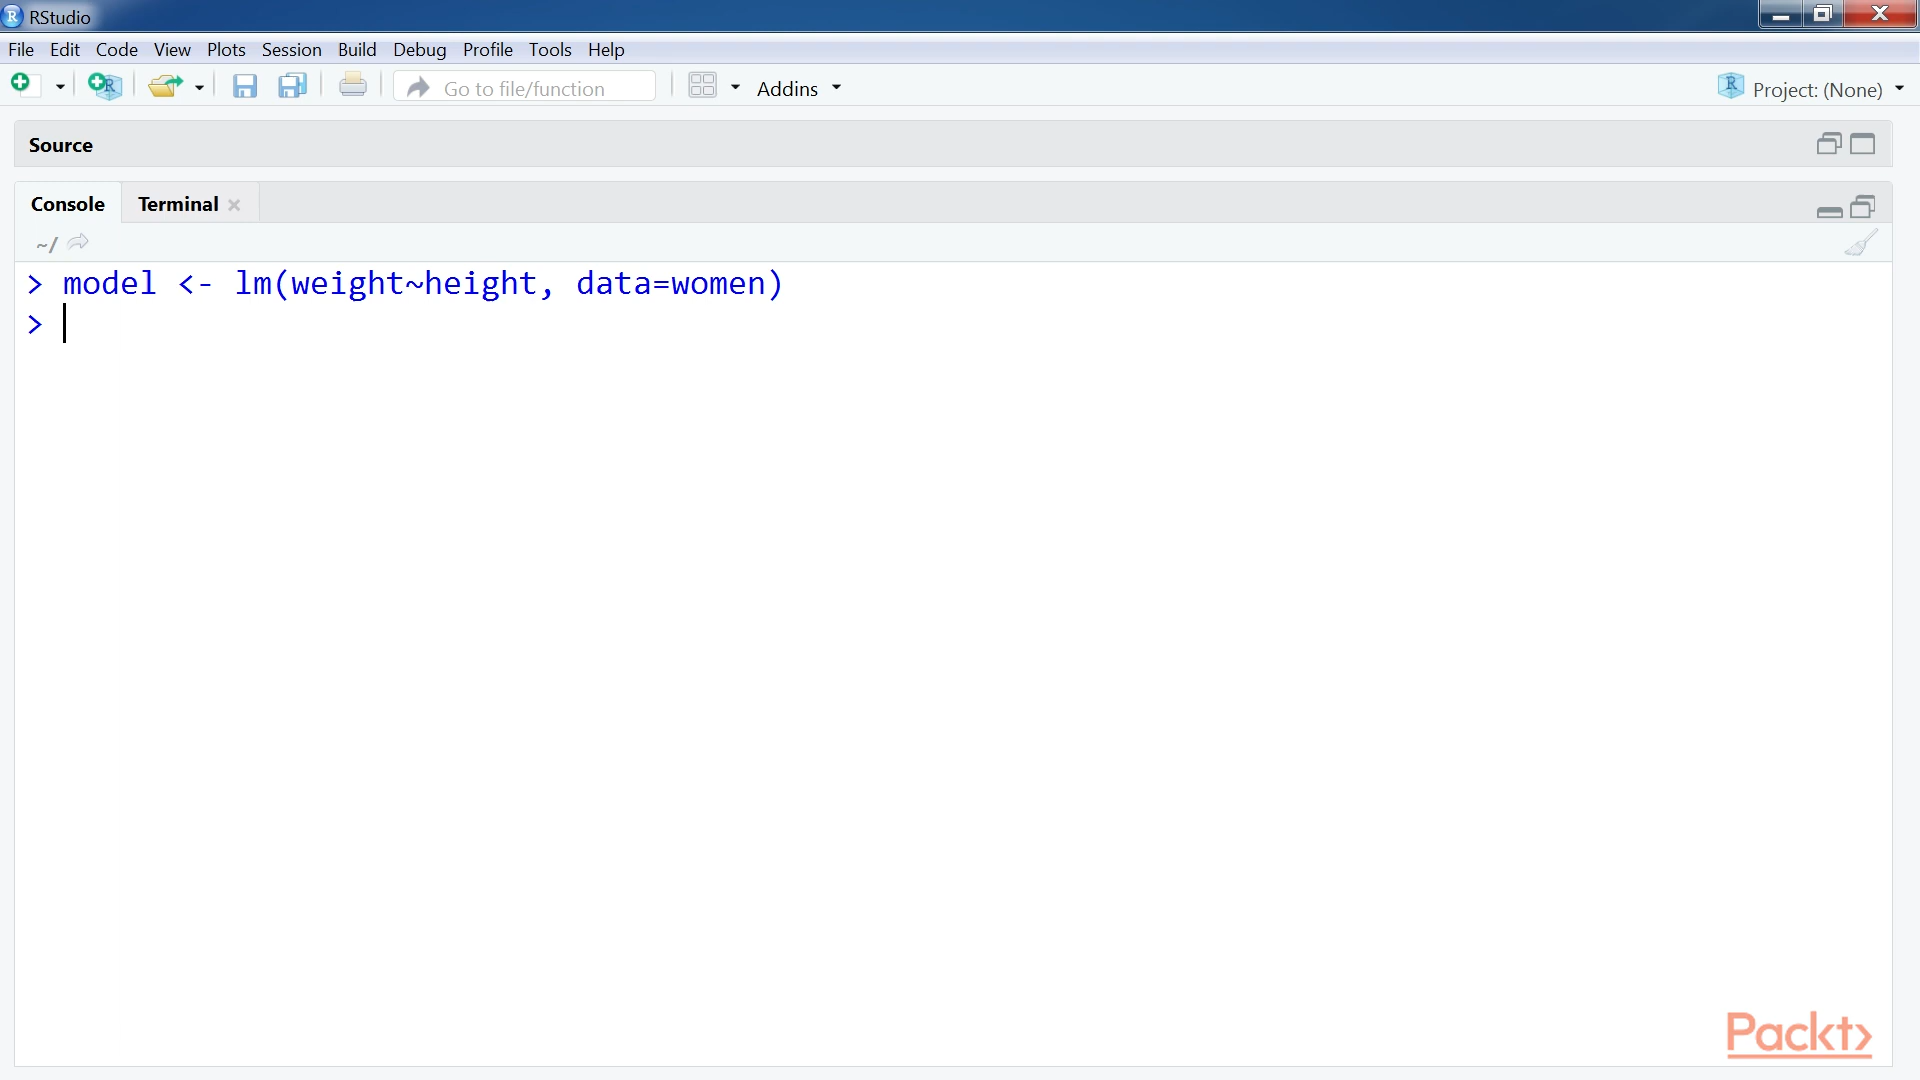 RStudio
File Edit Code View Plots Session Build Debug Profile Tools Help
Go to file/function Addins Project: (None)
Source
Console Terminal
~/
> model <- lm(weight~height, data=women)
>
Packt>